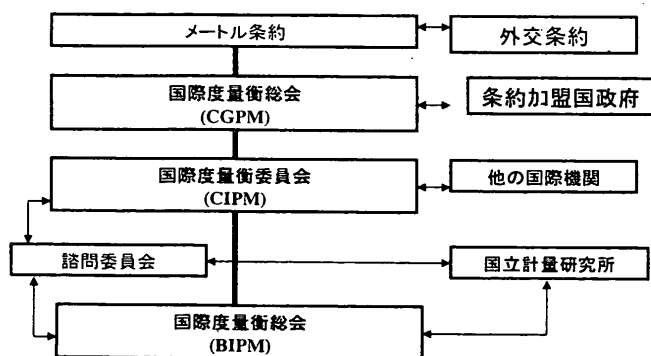 メートル条約
外交条約
国際度量衡総会
(CGPM)
条約加盟国政府
国際度量衡委員会
(CIPM)
他の国際機関
諮問委員会
国立計量研究所
国際度量衡総会
(BIPM)